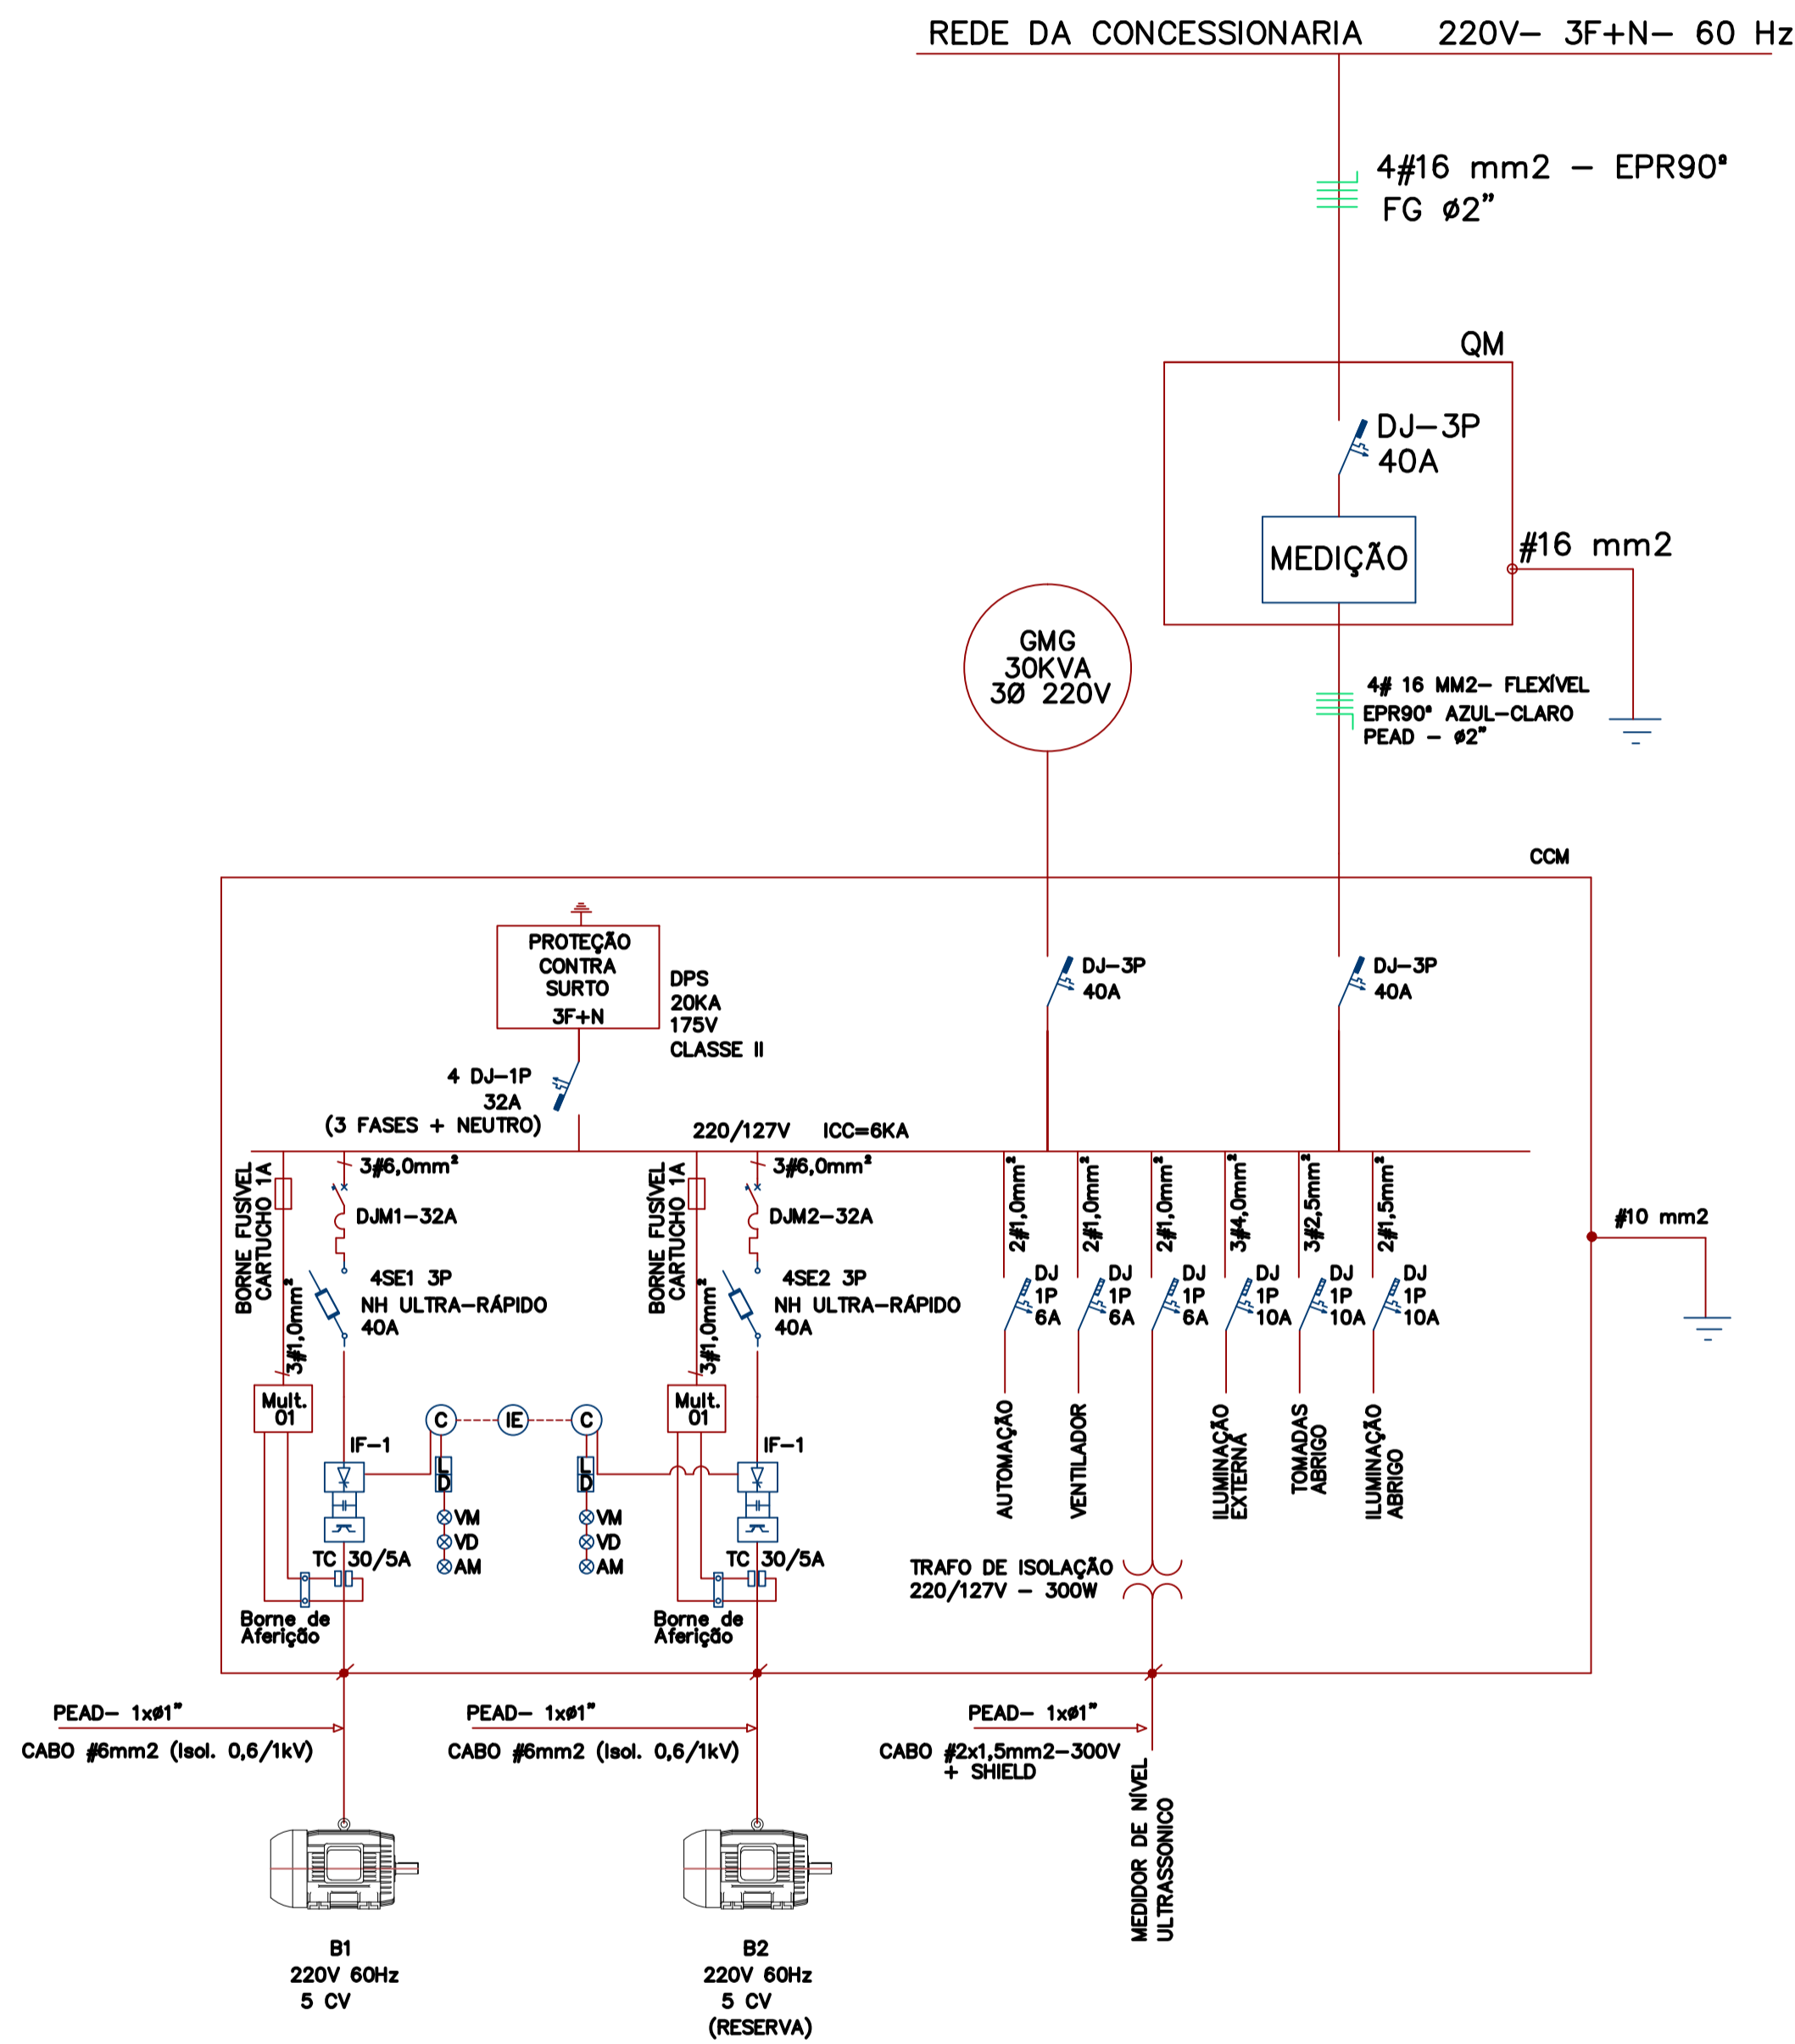 REDE DA CONCESSIONARIA 220V- 3F+N- 60 Hz
4#16 mm2 - EPR90º
FG ø2"
QM
DJ-3P
40A
MEDIÇÃO
#16 mm2
GMG
30KVA
3Ø 220V
4# 16 MM2- FLEXÍVEL
EPR90º AZUL-CLARO
PEAD - ø2"
CCM
PROTEÇÃO
CONTRA
SURTO
3F+N
DPS
20KA
175V
CLASSE II
DJ-3P
40A
DJ-3P
40A
4 DJ-1P
32A
(3 FASES + NEUTRO)
220/127V ICC=6KA
BORNE FUSÍVEL
CARTUCHO 1A
3#6,0mm²
DJM1-32A
4SE1 3P
NH ULTRA-RÁPIDO
40A
3#1,0mm²
Mult.
01
IF-1
TC 30/5A
Borne de
Aferição
C
IE
C
L
D
VM
VD
AM
L
D
VM
VD
AM
BORNE FUSÍVEL
CARTUCHO 1A
3#6,0mm²
DJM2-32A
4SE2 3P
NH ULTRA-RÁPIDO
40A
3#1,0mm²
Mult.
01
IF-1
TC 30/5A
Borne de
Aferição
2#1,0mm²
DJ
1P
6A
AUTOMAÇÃO
2#1,0mm²
DJ
1P
6A
VENTILADOR
2#1,0mm²
DJ
1P
6A
3#4,0mm²
DJ
1P
10A
ILUMINAÇÃO
EXTERNA
3#2,5mm²
DJ
1P
10A
TOMADAS
ABRIGO
2#1,5mm²
DJ
1P
10A
ILUMINAÇÃO
ABRIGO
#10 mm2
TRAFO DE ISOLAÇÃO
220/127V - 300W
PEAD- 1xø1"
CABO #6mm2 (Isol. 0,6/1kV)
PEAD- 1xø1"
CABO #6mm2 (Isol. 0,6/1kV)
PEAD- 1xø1"
CABO #2x1,5mm2-300V
+ SHIELD
MEDIDOR DE NÍVEL
ULTRASSONICO
B1
220V 60Hz
5 CV
B2
220V 60Hz
5 CV
(RESERVA)